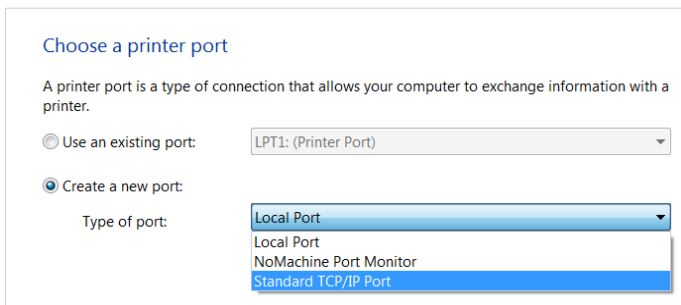 Choose a printer port
A printer port is a type of connection that allows your computer to exchange information with a
printer.
Use an existing port: LPT1: (Printer Port)
Create a new port:
Type of port: Local Port
Local Port
NoMachine Port Monitor
Standard TCP/IP Port